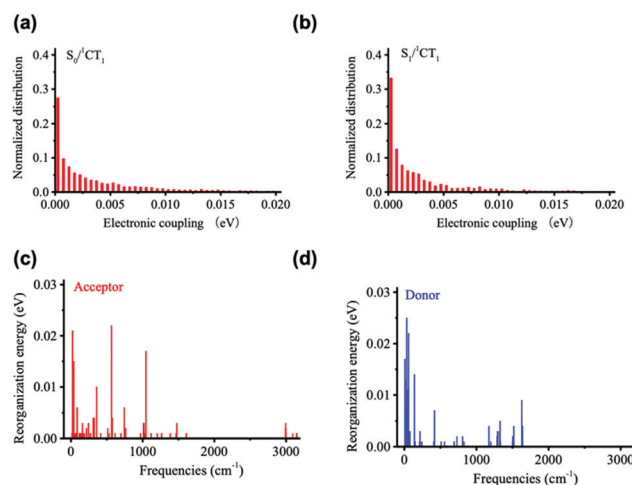 (a)
S₀/¹CT₁
Normalized distribution
0.4
0.3
0.2
0.1
0.0
0.000 0.005 0.010 0.015 0.020
Electronic coupling （eV）
(b)
S₁/¹CT₁
Normalized distribution
0.4
0.3
0.2
0.1
0.0
0.000 0.005 0.010 0.015 0.020
Electronic coupling （eV）
(c)
Acceptor
Reorganization energy (eV)
0.03
0.02
0.01
0.00
0 1000 2000 3000
Frequencies (cm⁻¹)
(d)
Donor
Reorganization energy (eV)
0.03
0.02
0.01
0.00
0 1000 2000 3000
Frequencies (cm⁻¹)